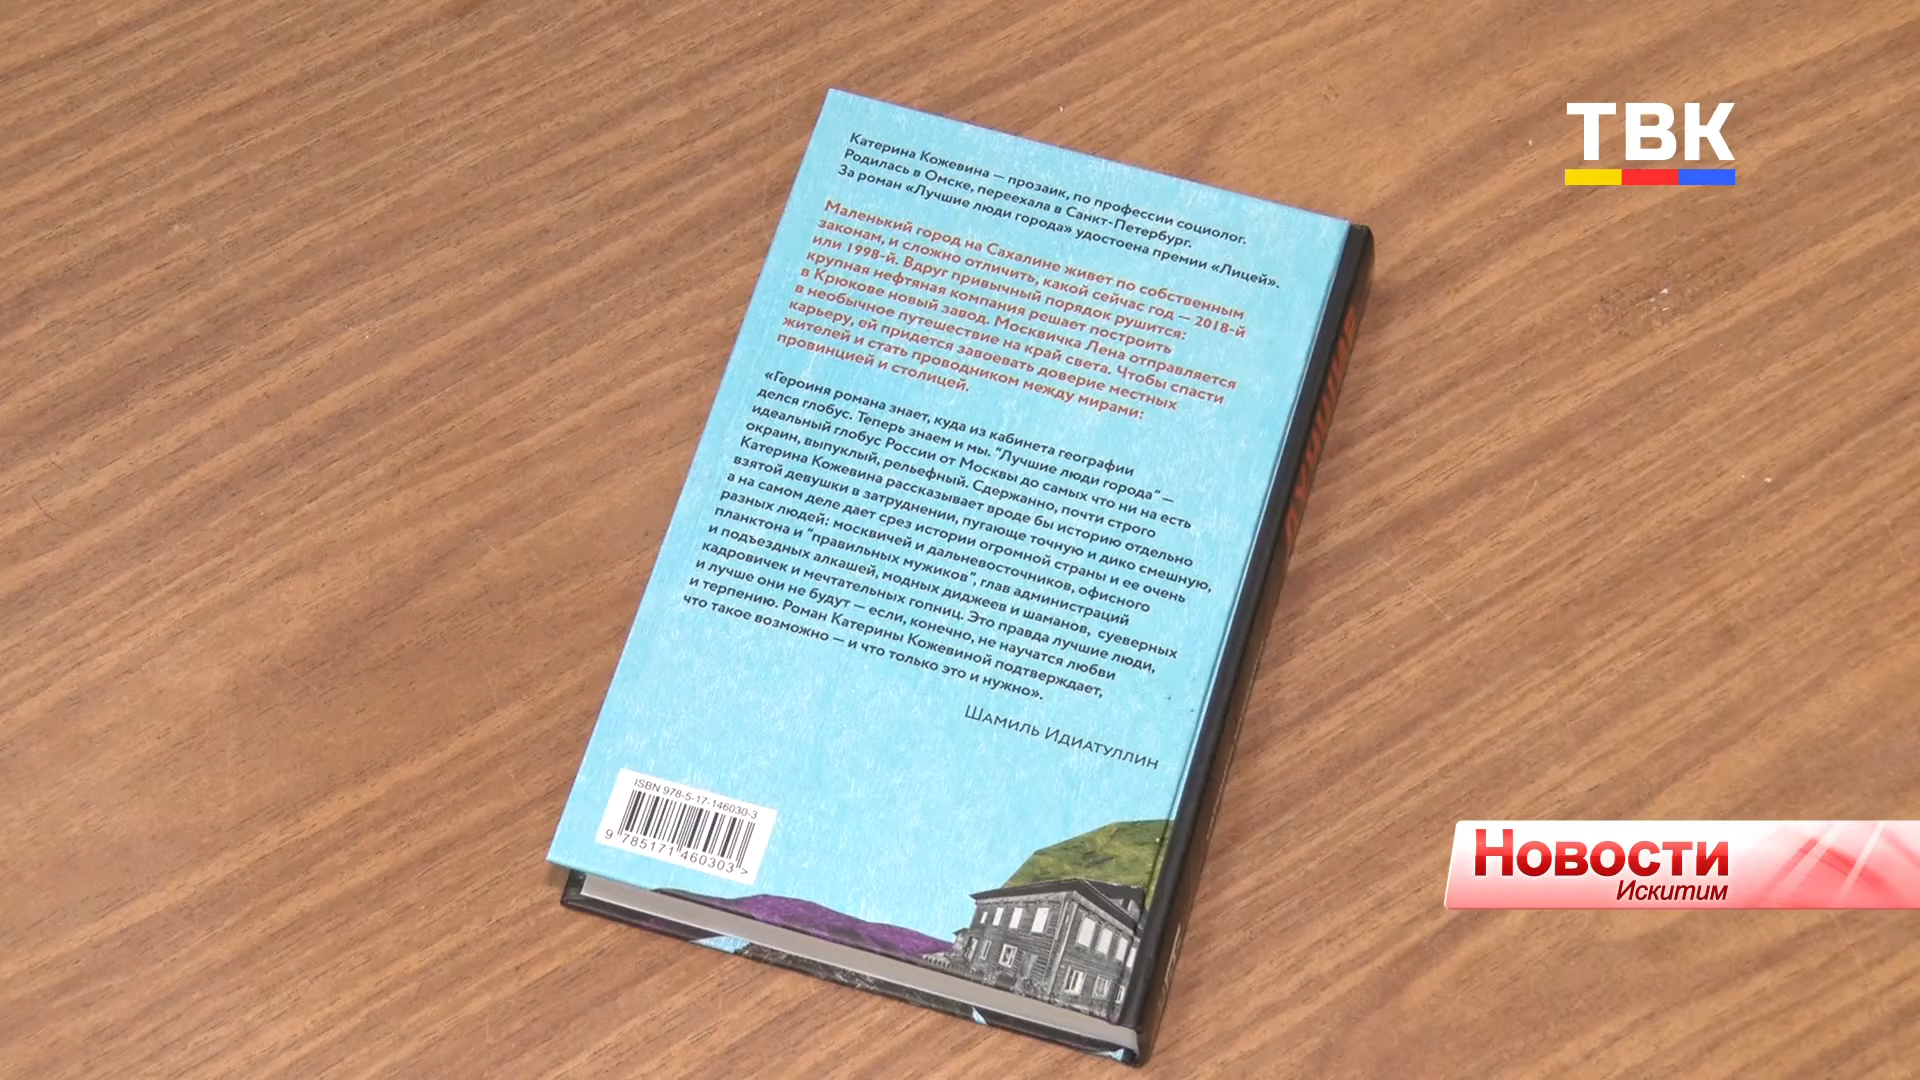 Катерина Кожевина — прозаик, по профессии социолог.
Родилась в Омске, переехала в Санкт-Петербург.
За роман «Лучшие люди города» удостоена премии «Лицей».
Маленький город на Сахалине живет по собственным
законам, и сложно отличить, какой сейчас год — 2018-й
или 1998-й. Вдруг привычный порядок рушится:
крупная нефтяная компания решает построить
в Крюкове новый завод. Москвичка Лена отправляется
в необычное путешествие на край света. Чтобы спасти
карьеру, ей придется завоевать доверие местных
жителей и стать проводником между мирами:
провинцией и столицей.
«Героиня романа знает, куда из кабинета географии
делся глобус. Теперь знаем и мы. "Лучшие люди города" —
идеальный глобус России от Москвы до самых что ни на есть
окраин, выпуклый, рельефный. Сдержанно, почти строго
Катерина Кожевина рассказывает вроде бы историю отдельно
взятой девушки в затруднении, пугающе точную и дико смешную,
а на самом деле дает срез истории огромной страны и ее очень
разных людей: москвичей и дальневосточников, офисного
планктона и "правильных мужиков", глав администраций
и подъездных алкашей, модных диджеев и шаманов, суеверных
кадровичек и мечтательных гопниц. Это правда лучшие люди,
и лучше они не будут — если, конечно, не научатся любви
и терпению. Роман Катерины Кожевиной подтверждает,
что такое возможно — и что только это и нужно».
Шамиль Идиатуллин
ISBN 978-5-17-146030-3
9 785171 460303 >
ЛУЧШИЕ
ТВК
Новости
Искитим